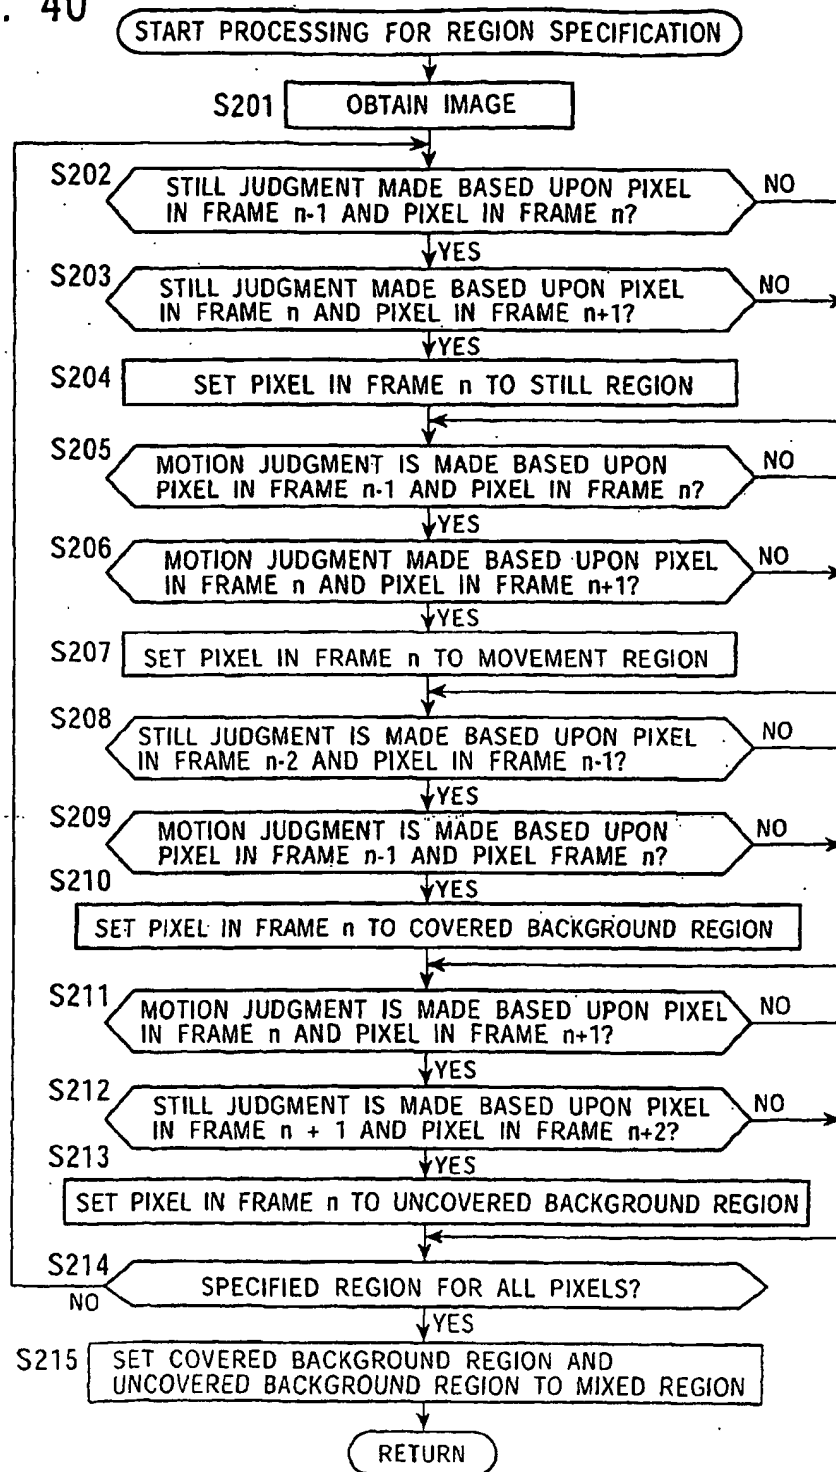 . 40
START PROCESSING FOR REGION SPECIFICATION
S201
OBTAIN IMAGE
S202
STILL JUDGMENT MADE BASED UPON PIXEL
IN FRAME n-1 AND PIXEL IN FRAME n?
NO
YES
S203
STILL JUDGMENT MADE BASED UPON PIXEL
IN FRAME n AND PIXEL IN FRAME n+1?
NO
YES
S204
SET PIXEL IN FRAME n TO STILL REGION
S205
MOTION JUDGMENT IS MADE BASED UPON
PIXEL IN FRAME n-1 AND PIXEL IN FRAME n?
NO
YES
S206
MOTION JUDGMENT MADE BASED UPON PIXEL
IN FRAME n AND PIXEL IN FRAME n+1?
NO
YES
S207
SET PIXEL IN FRAME n TO MOVEMENT REGION
S208
STILL JUDGMENT IS MADE BASED UPON PIXEL
IN FRAME n-2 AND PIXEL IN FRAME n-1?
NO
YES
S209
MOTION JUDGMENT IS MADE BASED UPON
PIXEL IN FRAME n-1 AND PIXEL FRAME n?
NO
YES
S210
SET PIXEL IN FRAME n TO COVERED BACKGROUND REGION
S211
MOTION JUDGMENT IS MADE BASED UPON PIXEL
IN FRAME n AND PIXEL IN FRAME n+1?
NO
YES
S212
STILL JUDGMENT IS MADE BASED UPON PIXEL
IN FRAME n + 1 AND PIXEL IN FRAME n+2?
NO
YES
S213
SET PIXEL IN FRAME n TO UNCOVERED BACKGROUND REGION
S214
SPECIFIED REGION FOR ALL PIXELS?
NO
YES
S215
SET COVERED BACKGROUND REGION AND
UNCOVERED BACKGROUND REGION TO MIXED REGION
RETURN